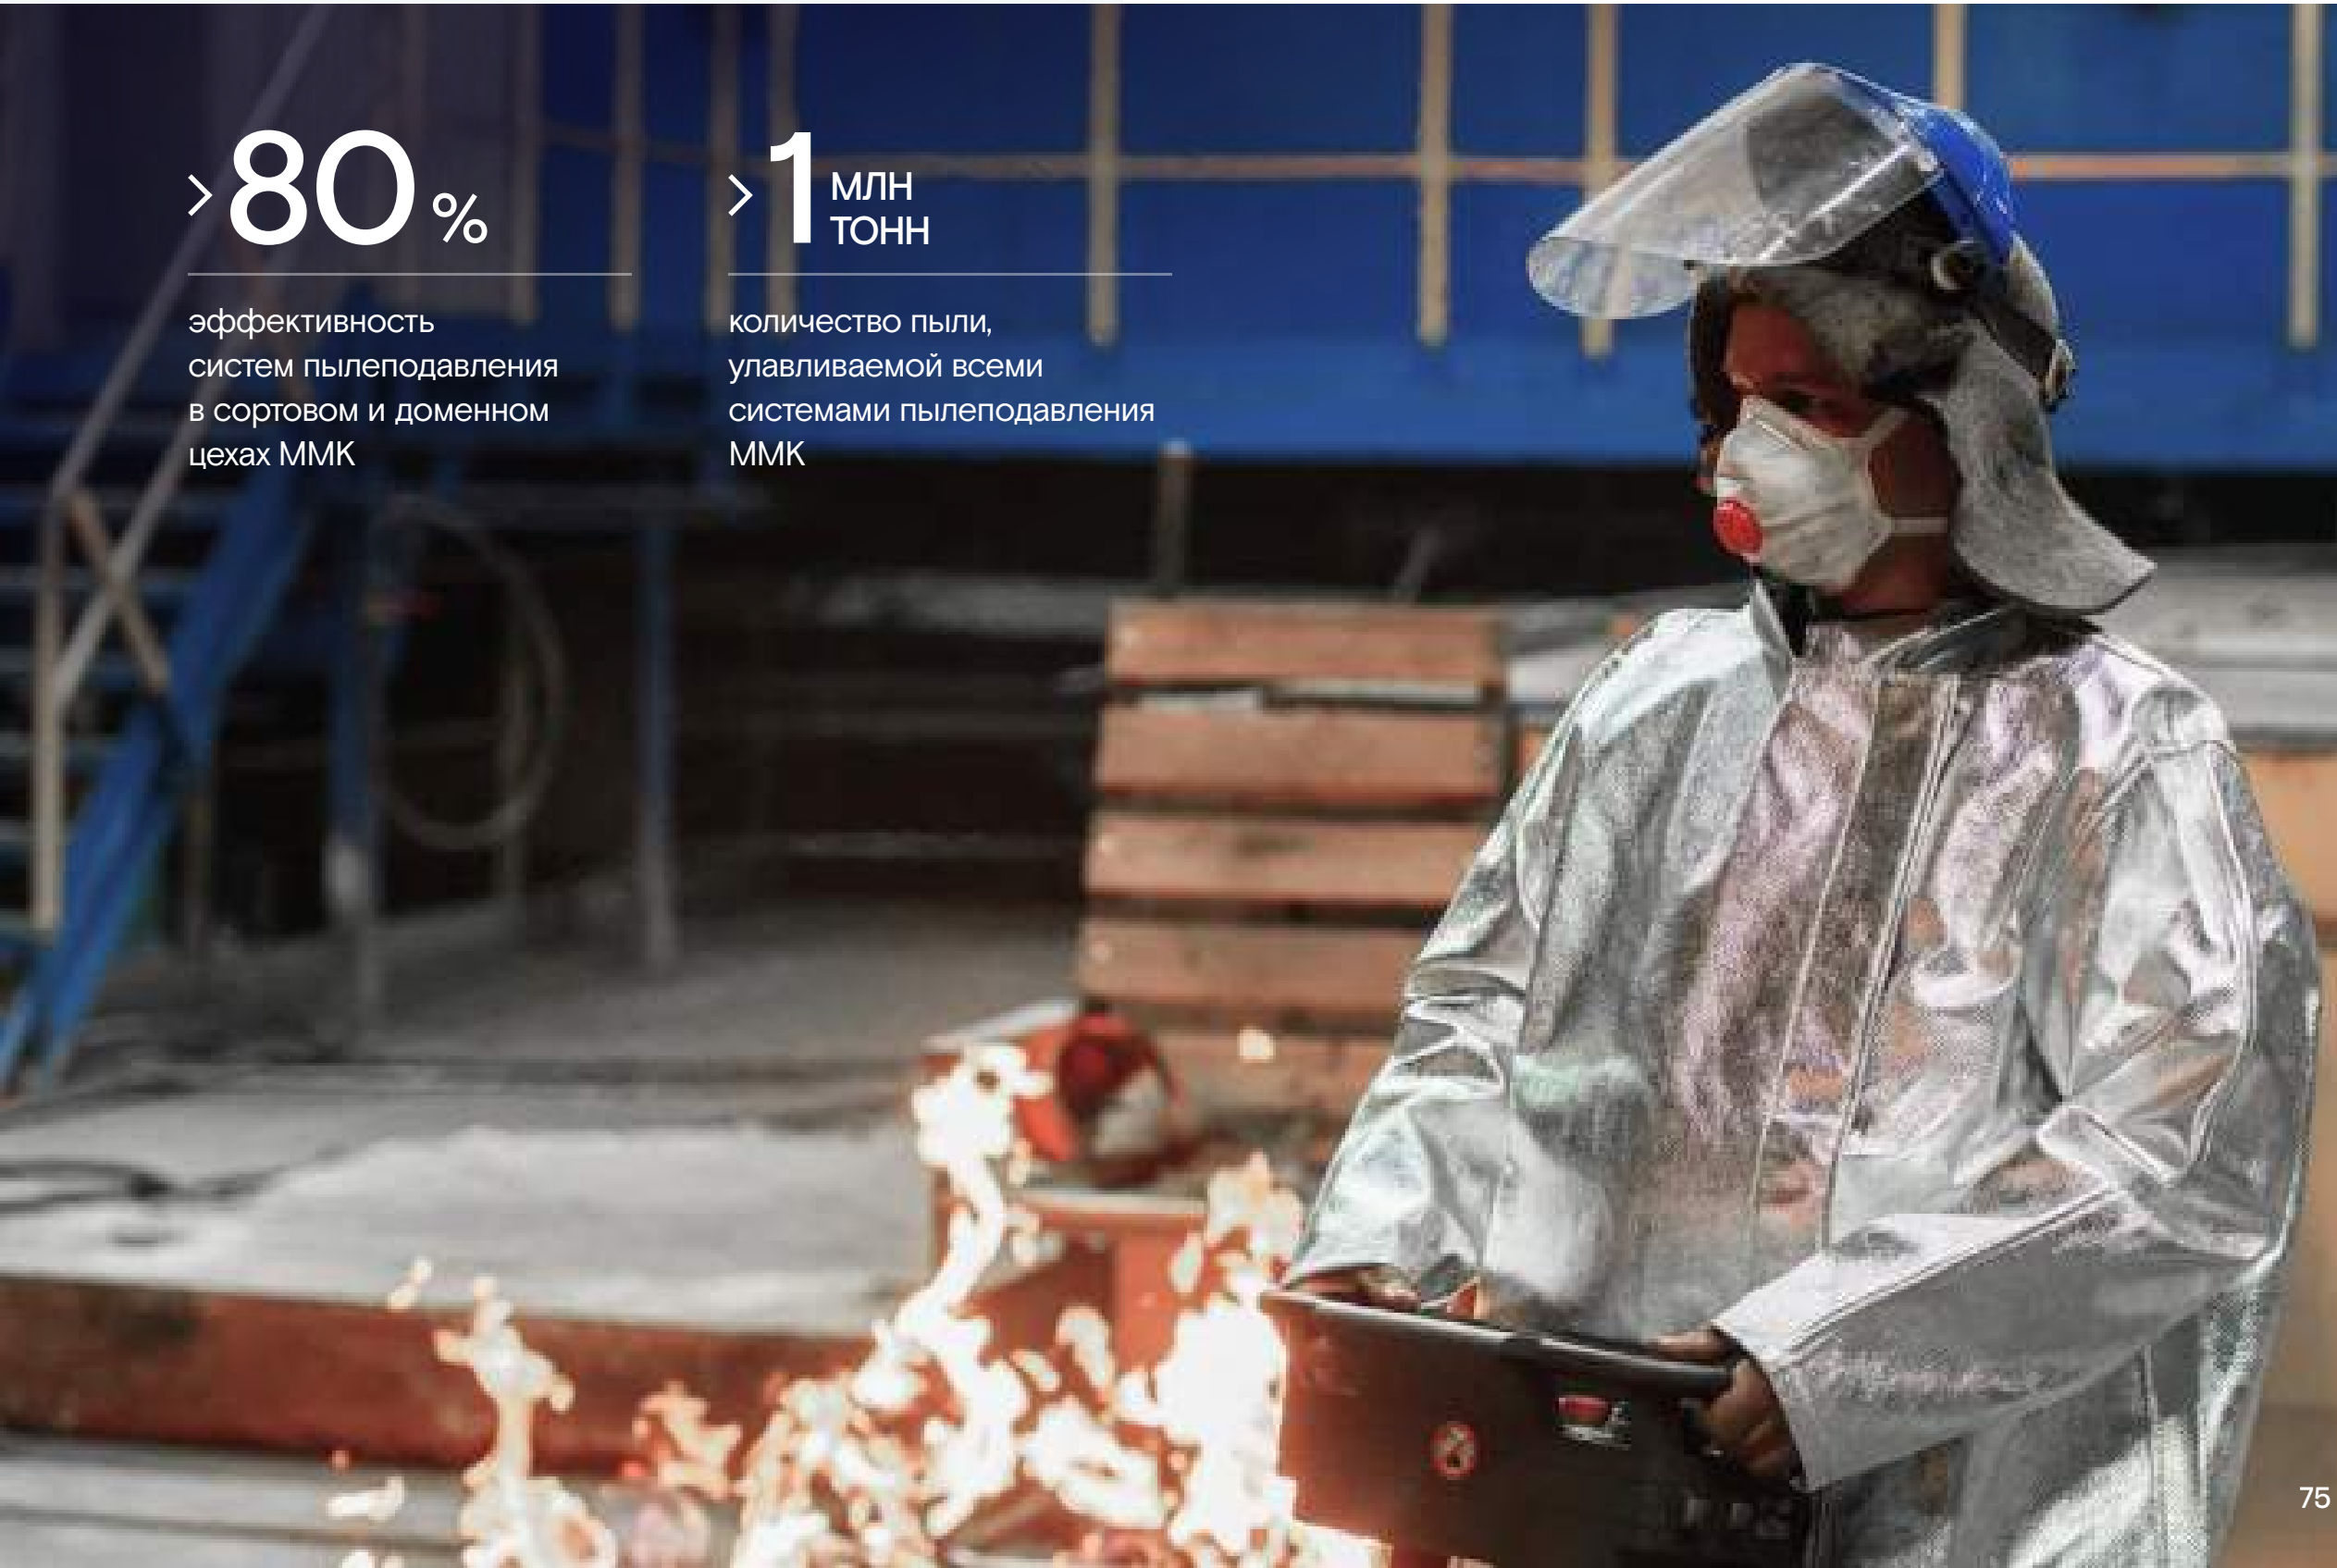 >80 %
эффективность
систем пылеподавления
в сортовом и доменном
цехах ММК
>1 МЛН
ТОНН
количество пыли,
улавливаемой всеми
системами пылеподавления
ММК
75